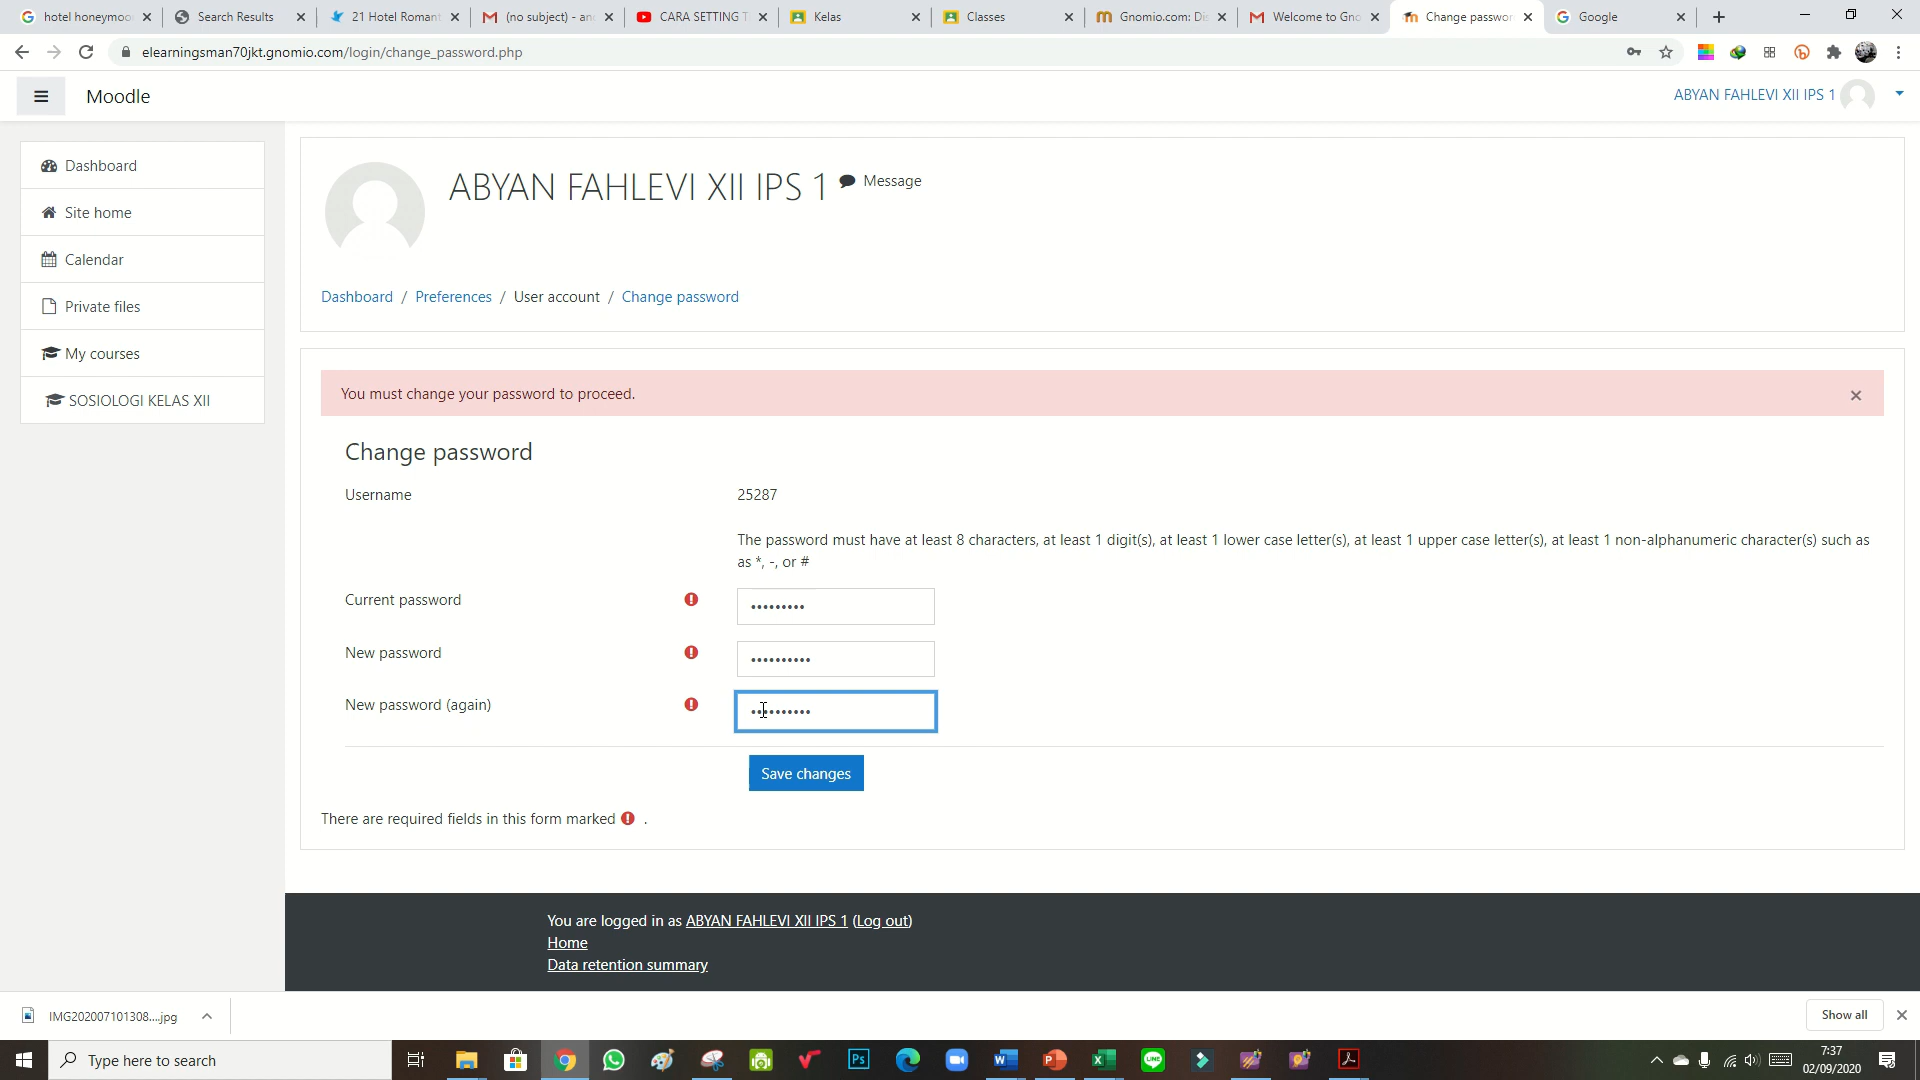 hotel honeymoo
Search Results
21 Hotel Romant
(no subject) - an
CARA SETTING T
Kelas
Classes
Gnomio.com: Di
Welcome to Gno
Change passwor
Google
elearningsman70jkt.gnomio.com/login/change_password.php
Moodle
ABYAN FAHLEVI XII IPS 1
Dashboard
Site home
Calendar
Private files
My courses
SOSIOLOGI KELAS XII
ABYAN FAHLEVI XII IPS 1
Message
Dashboard / Preferences / User account / Change password
You must change your password to proceed.
Change password
Username 25287
The password must have at least 8 characters, at least 1 digit(s), at least 1 lower case letter(s), at least 1 upper case letter(s), at least 1 non-alphanumeric character(s) such as
as *, -, or #
Current password
New password
New password (again)
Save changes
There are required fields in this form marked .
You are logged in as ABYAN FAHLEVI XII IPS 1 (Log out)
Home
Data retention summary
IMG202007101308....jpg
Show all
Type here to search
7:37
02/09/2020